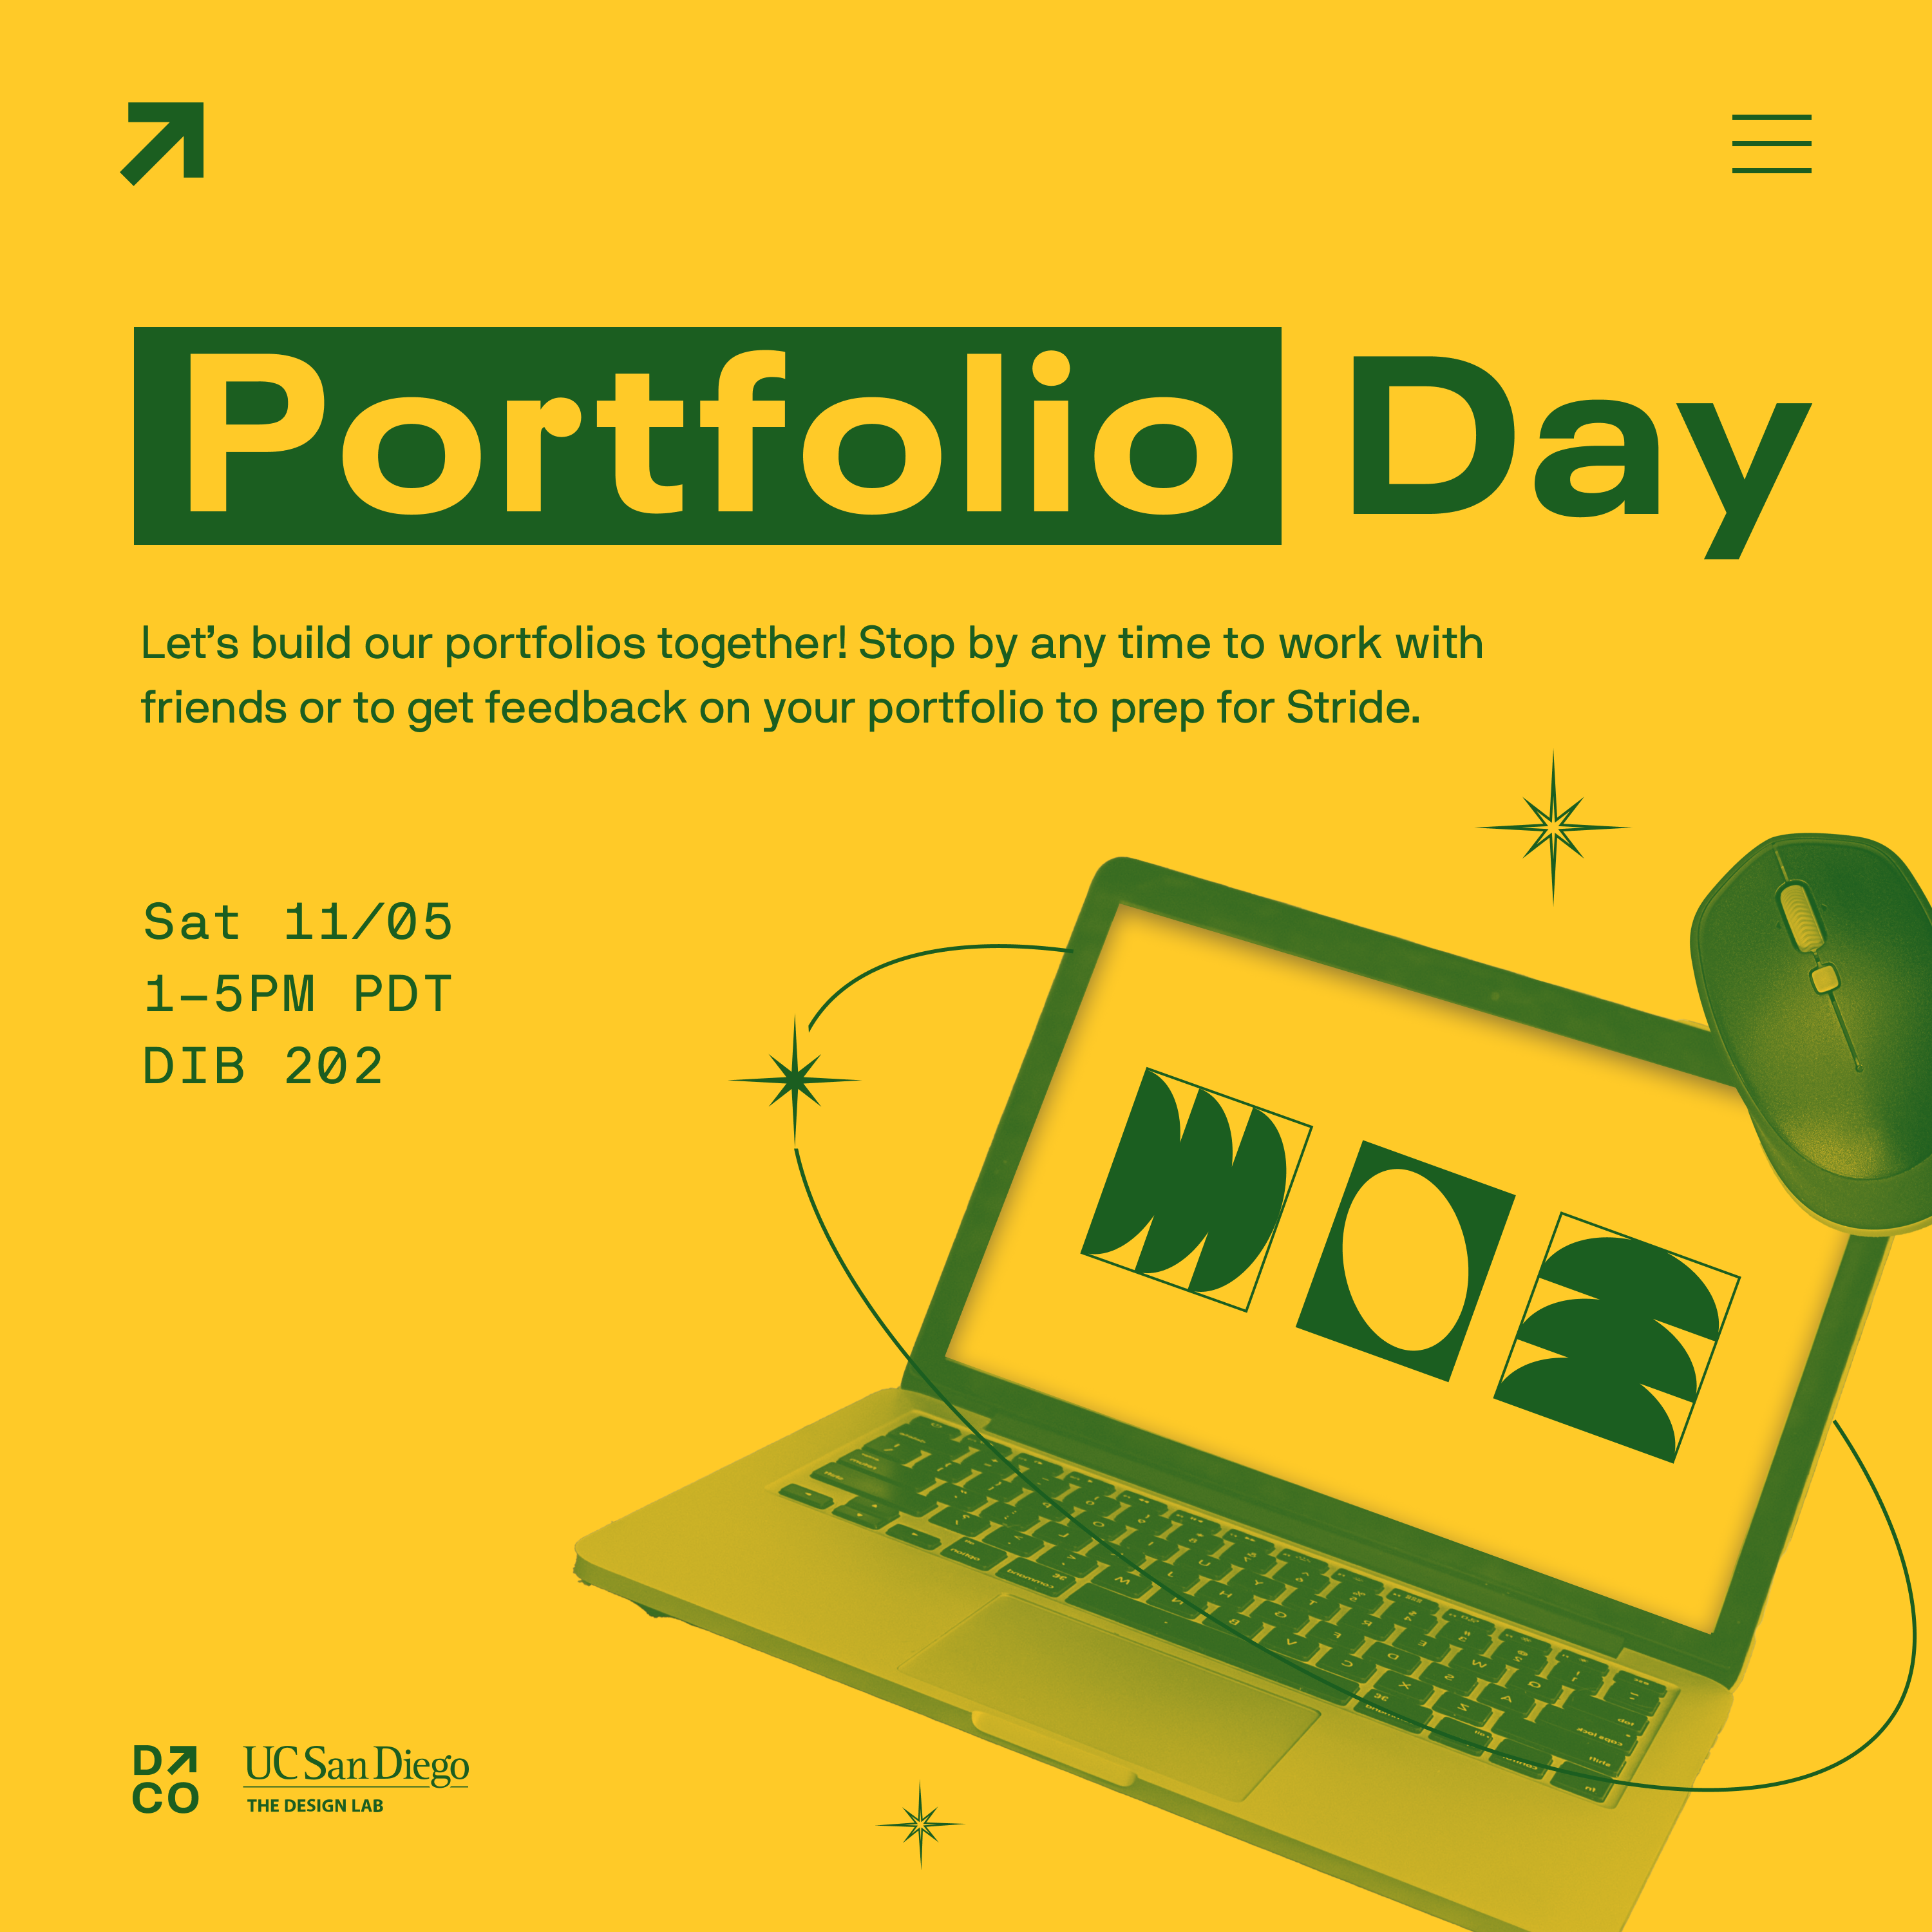 Portfolio Day
Let’s build our portfolios together! Stop by any time to work with
friends or to get feedback on your portfolio to prep for Stride.
Sat 11/05
1–5PM PDT
DIB 202
D↗
CO
UC San Diego
THE DESIGN LAB